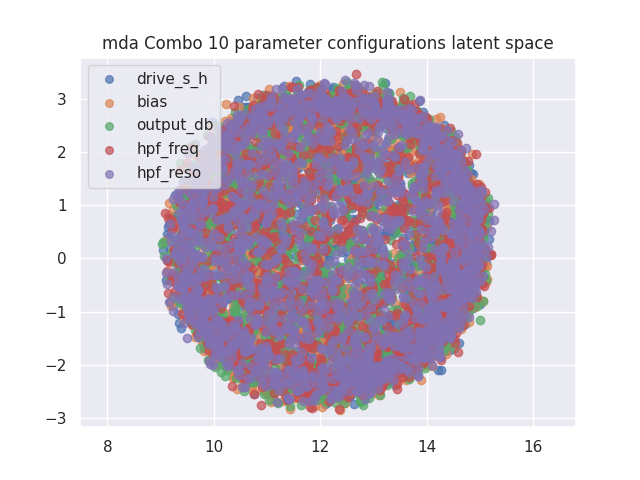 mda Combo 10 parameter configurations latent space
drive_s_h
bias
output_db
hpf_freq
hpf_reso
3
2
1
0
−1
−2
−3
8 10 12 14 16